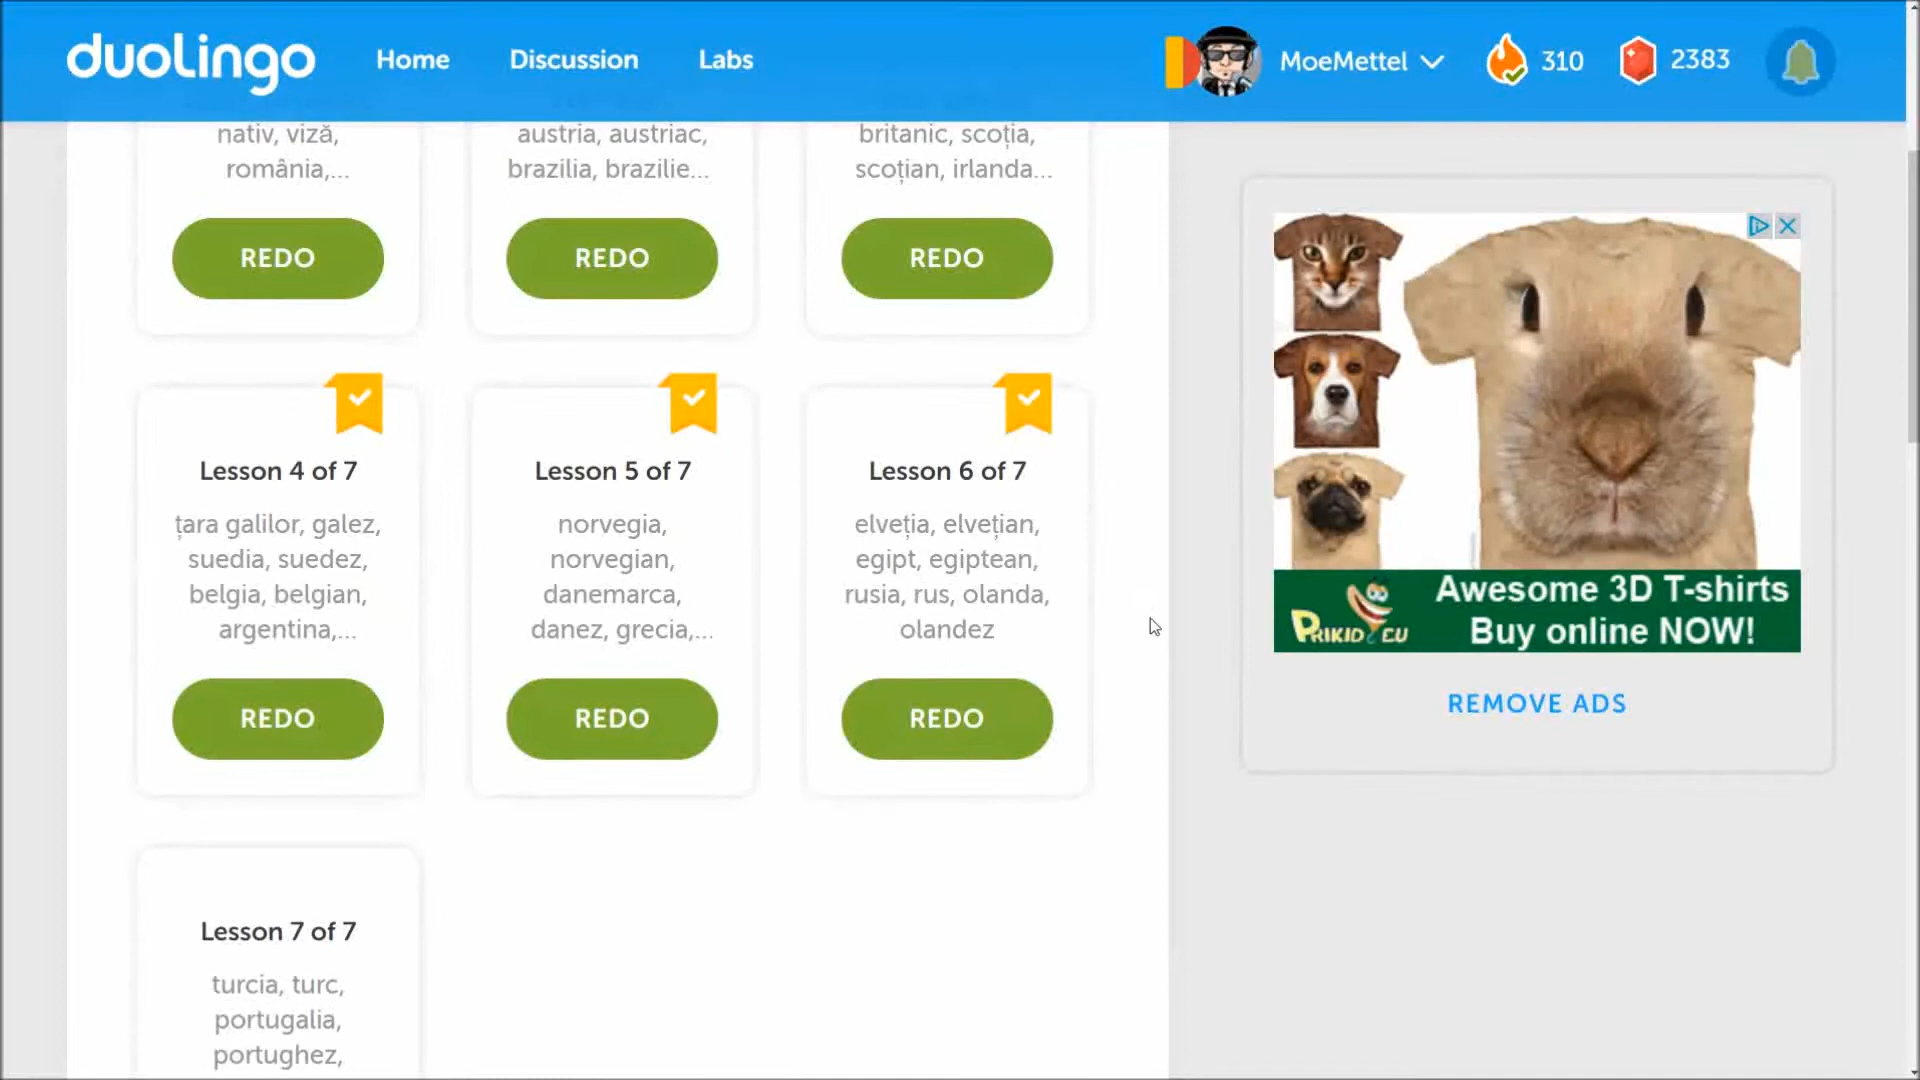 duolingo
Home
Discussion
Labs
MoeMettel
310
2383
nativ, viză,
românia,...
REDO
austria, austriac,
brazilia, brazilie...
REDO
britanic, scoția,
scoțian, irlanda...
REDO
Lesson 4 of 7
țara galilor, galez,
suedia, suedez,
belgia, belgian,
argentina,...
REDO
Lesson 5 of 7
norvegia,
norvegian,
danemarca,
danez, grecia,...
REDO
Lesson 6 of 7
elveția, elvețian,
egipt, egiptean,
rusia, rus, olanda,
olandez
REDO
Lesson 7 of 7
turcia, turc,
portugalia,
portughez,
Awesome 3D T-shirts
Buy online NOW!
PRIKID EU
REMOVE ADS